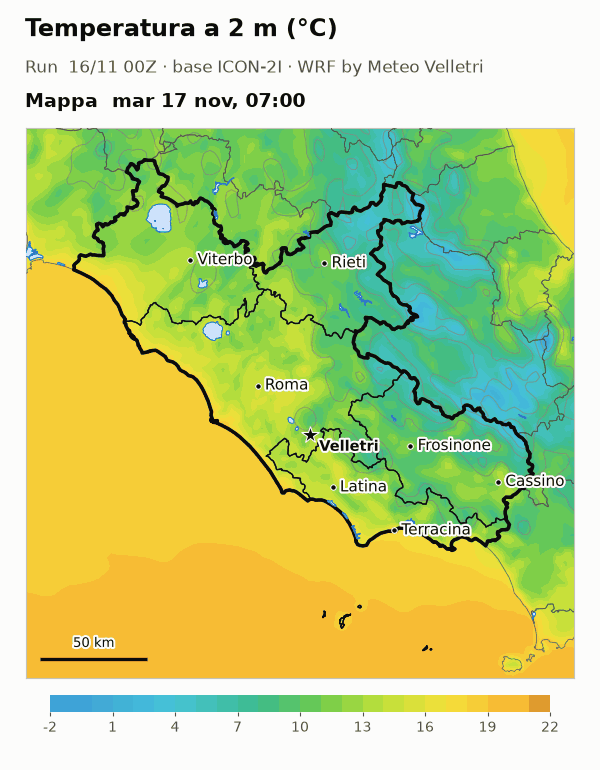 Temperatura a 2 m (°C)
Run  16/11 00Z · base ICON-2I · WRF by Meteo Velletri
Mappa  mar 17 nov, 07:00
Viterbo
Rieti
Roma
Velletri
Frosinone
Latina
Cassino
Terracina
50 km
-2 1 4 7 10 13 16 19 22